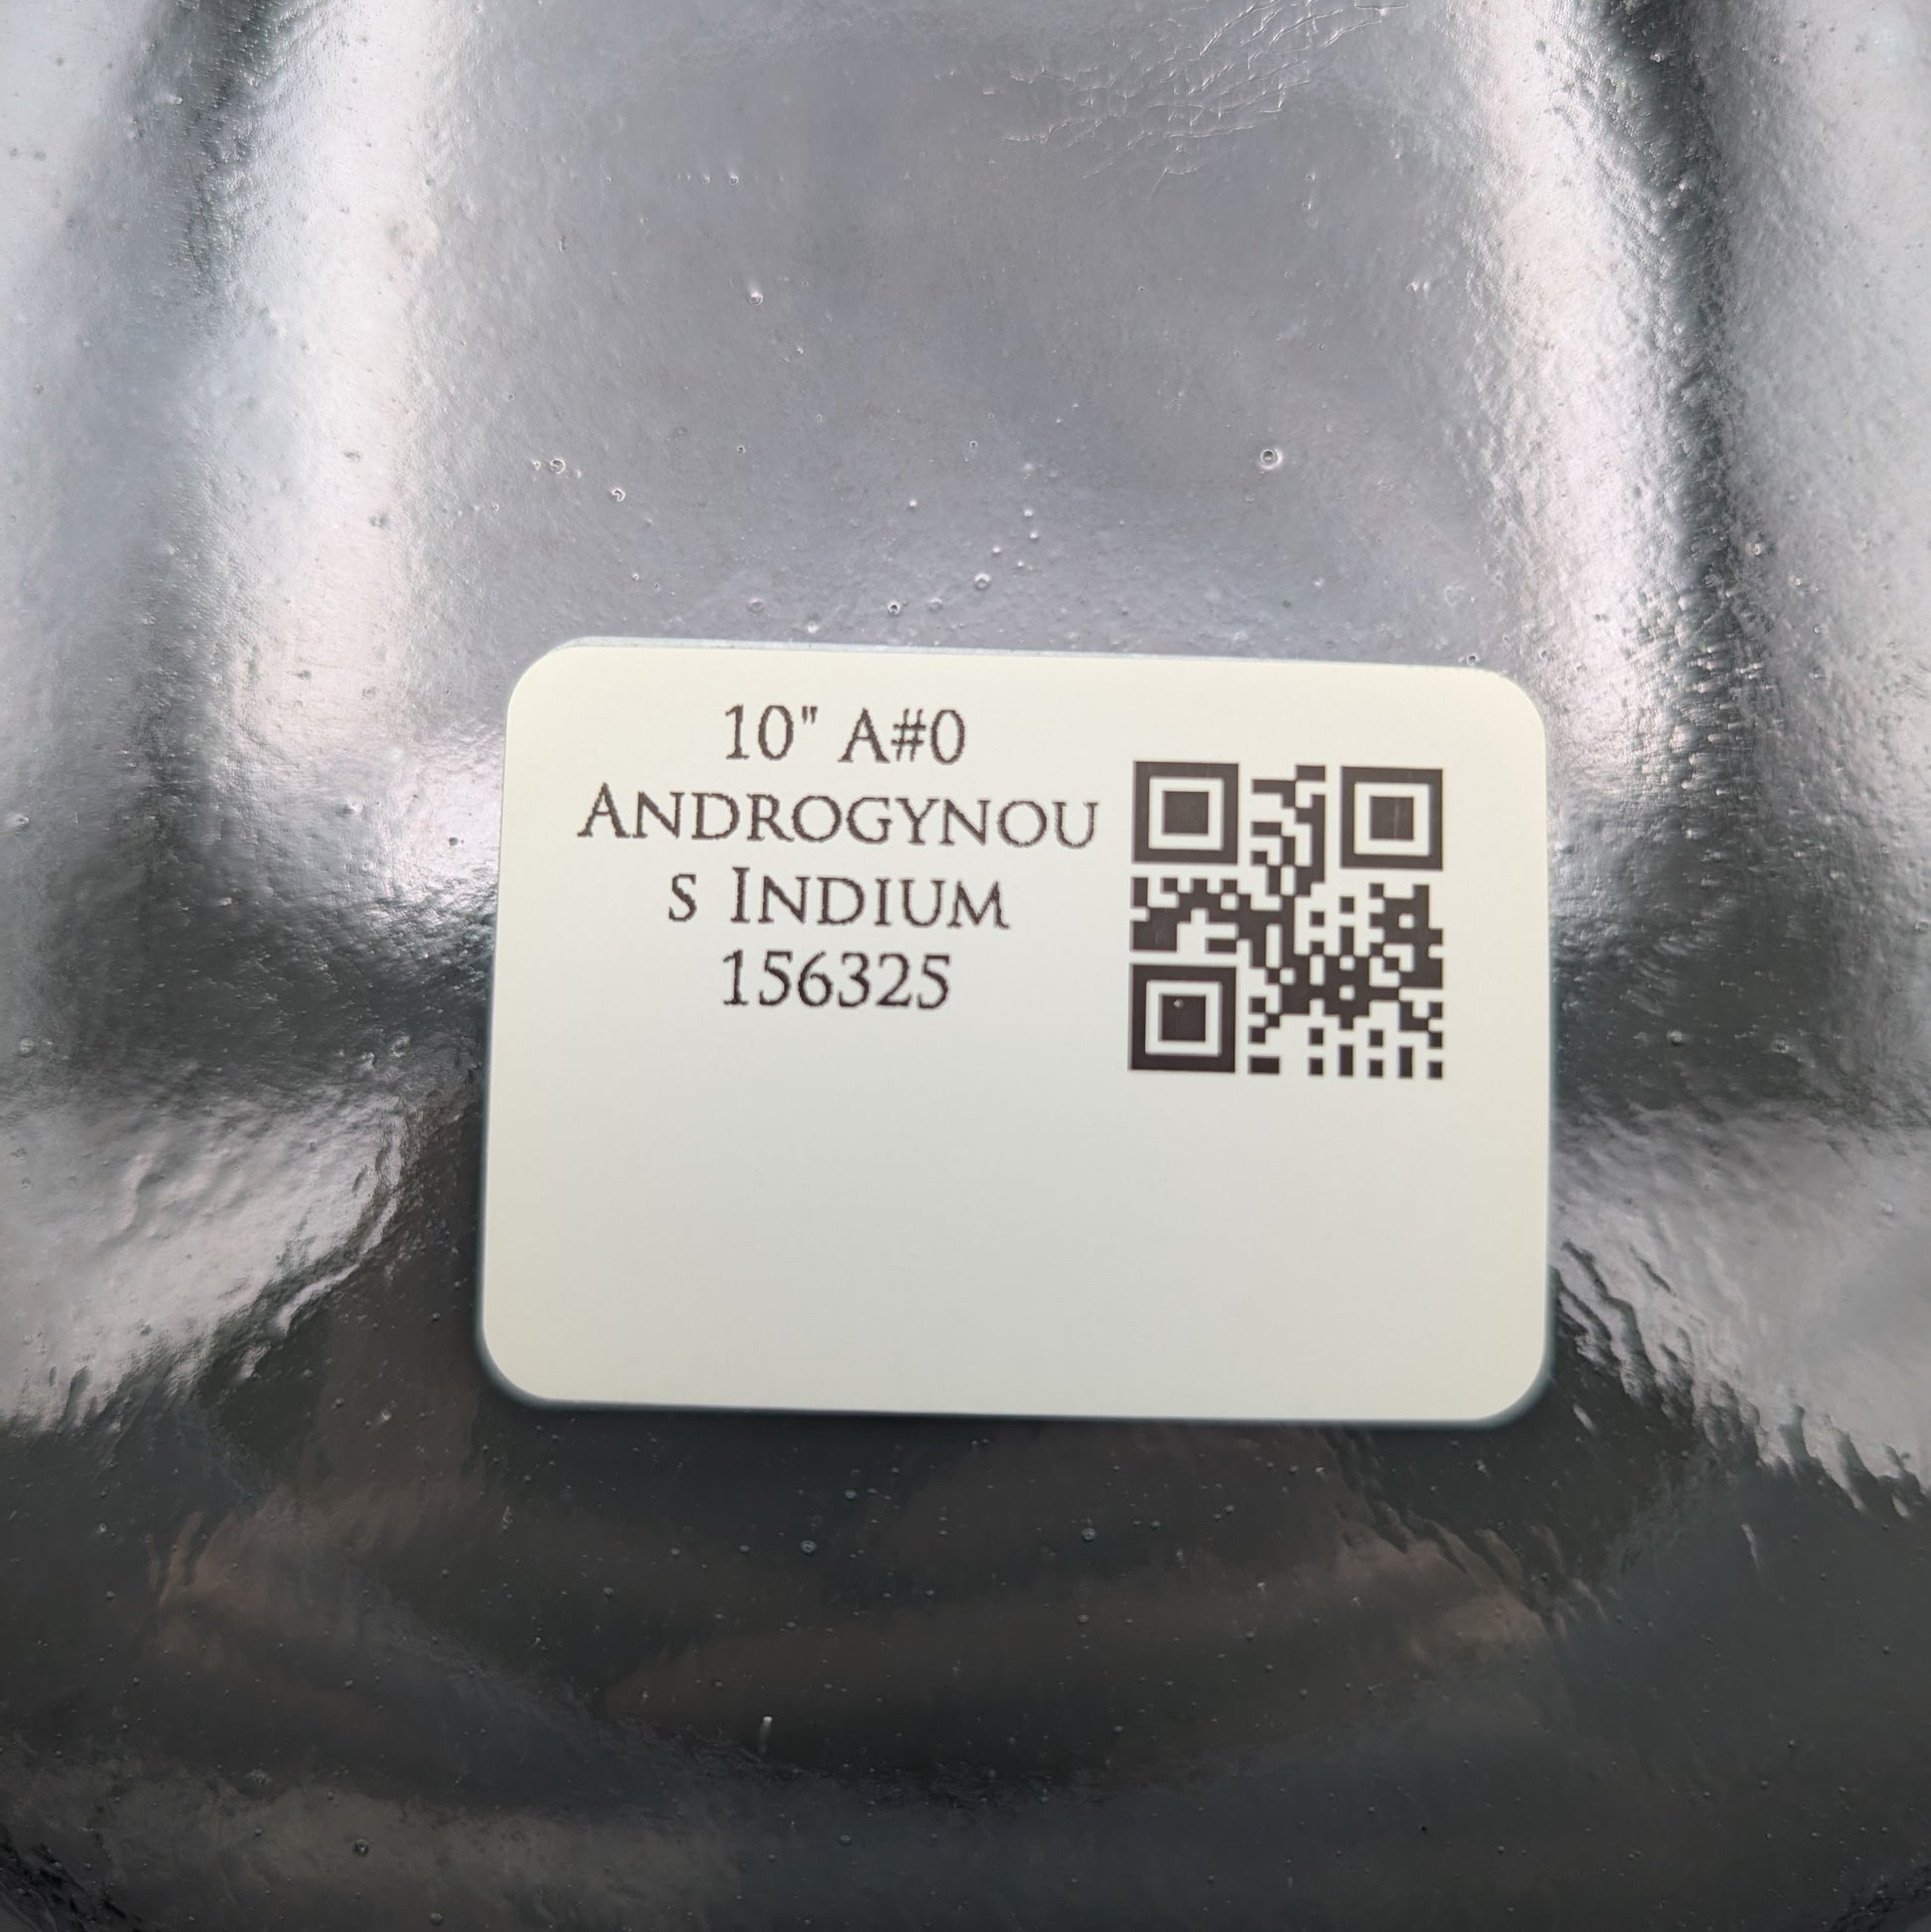 10" A#0
ANDROGYNOU
S INDIUM
156325